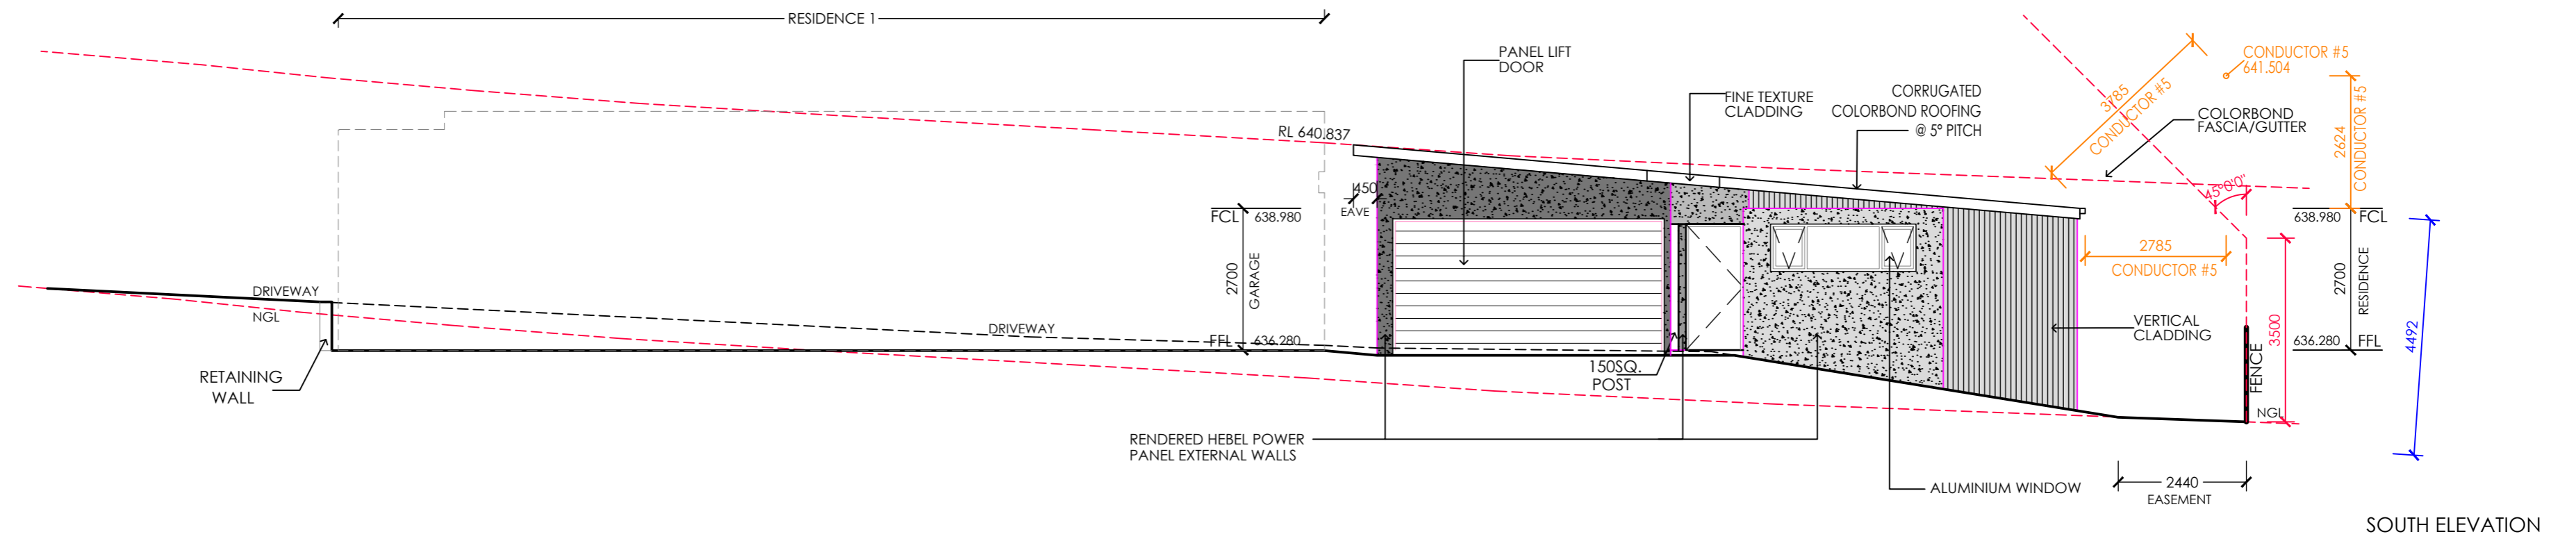 RESIDENCE 1
PANEL LIFT
DOOR
CONDUCTOR #5
641.504
3785
CONDUCTOR #5
2624
CONDUCTOR #5
FINE TEXTURE
CLADDING
CORRUGATED
COLORBOND ROOFING
@ 5° PITCH
COLORBOND
FASCIA/GUTTER
RL 640.837
450
EAVE
45°0'0"
FCL 638.980
638.980 FCL
2700
GARAGE
2785
CONDUCTOR #5
2700
RESIDENCE
DRIVEWAY
NGL
DRIVEWAY
FFL 636.280
636.280 FFL
VERTICAL
CLADDING
3500
4492
FENCE
NGL
RETAINING
WALL
150SQ.
POST
RENDERED HEBEL POWER
PANEL EXTERNAL WALLS
ALUMINIUM WINDOW
2440
EASEMENT
SOUTH ELEVATION